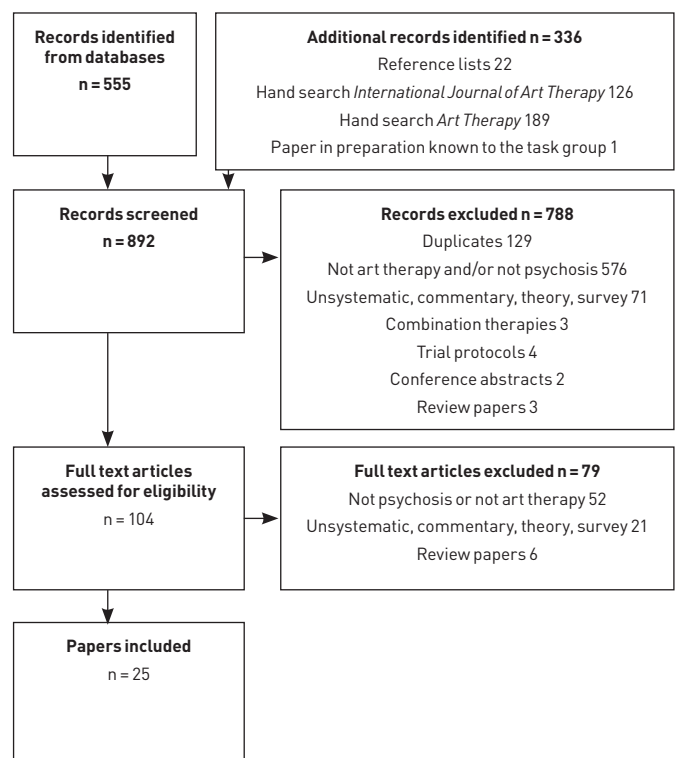 Records identified
from databases
n = 555
Additional records identified n = 336
Reference lists 22
Hand search International Journal of Art Therapy 126
Hand search Art Therapy 189
Paper in preparation known to the task group 1
Records screened
n = 892
Records excluded n = 788
Duplicates 129
Not art therapy and/or not psychosis 576
Unsystematic, commentary, theory, survey 71
Combination therapies 3
Trial protocols 4
Conference abstracts 2
Review papers 3
Full text articles
assessed for eligibility
n = 104
Full text articles excluded n = 79
Not psychosis or not art therapy 52
Unsystematic, commentary, theory, survey 21
Review papers 6
Papers included
n = 25